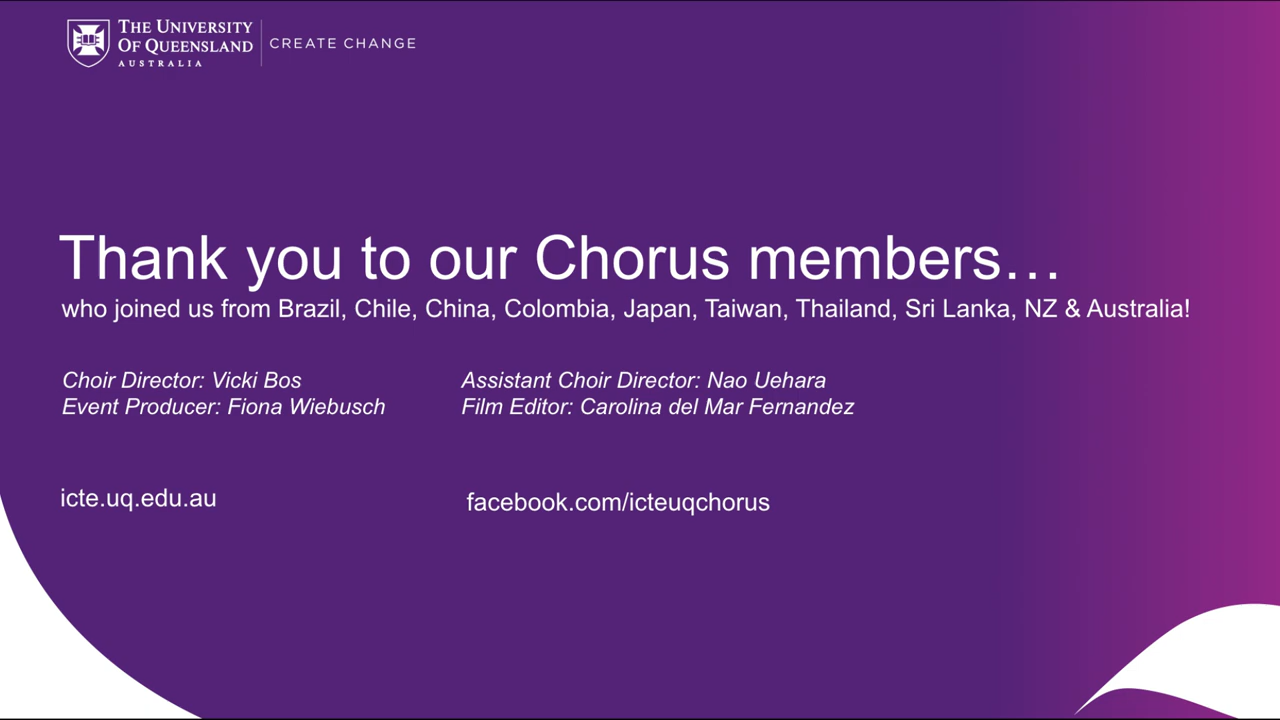 THE UNIVERSITY
OF QUEENSLAND
AUSTRALIA
CREATE CHANGE
Thank you to our Chorus members…
who joined us from Brazil, Chile, China, Colombia, Japan, Taiwan, Thailand, Sri Lanka, NZ & Australia!
Choir Director: Vicki Bos
Event Producer: Fiona Wiebusch
Assistant Choir Director: Nao Uehara
Film Editor: Carolina del Mar Fernandez
icte.uq.edu.au
facebook.com/icteuqchorus